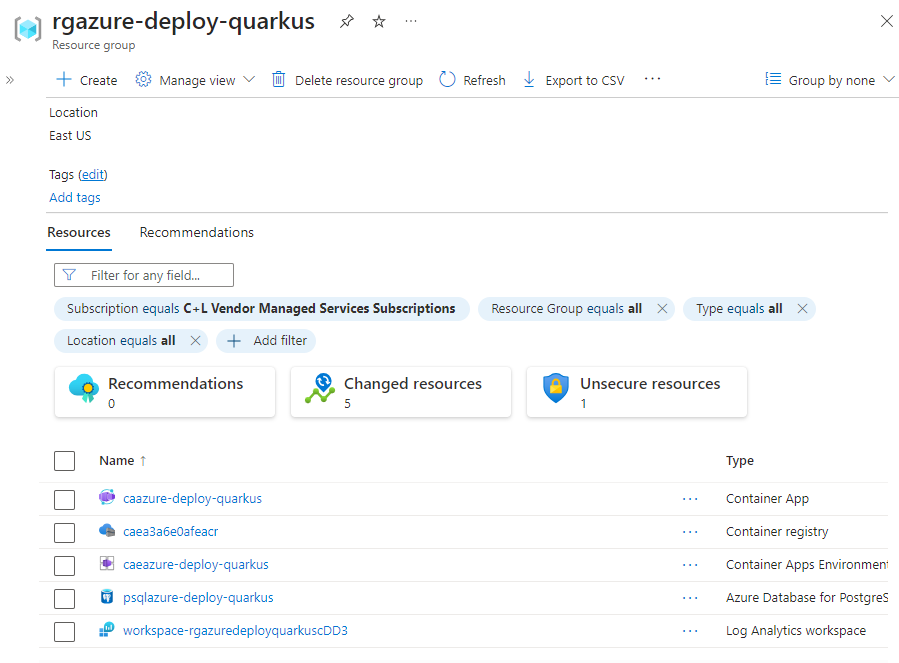 rgazure-deploy-quarkus
Resource group
Create Manage view Delete resource group Refresh Export to CSV Group by none
Location
East US
Tags (edit)
Add tags
Resources Recommendations
Filter for any field...
Subscription equals C+L Vendor Managed Services Subscriptions Resource Group equals all Type equals all
Location equals all Add filter
Recommendations Changed resources Unsecure resources
0 5 1
Name ↑ Type
caazure-deploy-quarkus Container App
caea3a6e0afeacr Container registry
caeazure-deploy-quarkus Container Apps Environment
psqlazure-deploy-quarkus Azure Database for PostgreS
workspace-rgazuredeployquarkuscDD3 Log Analytics workspace